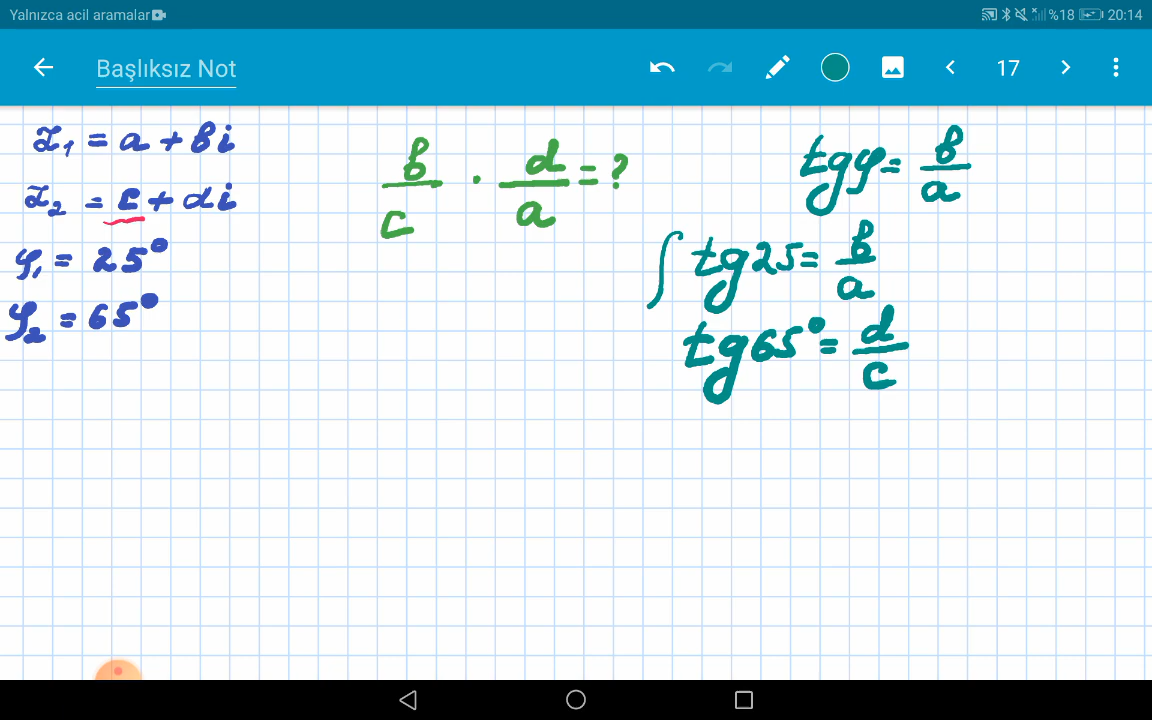 Yalnızca acil aramalar %18 20:14
Başlıksız Not 17
z₁ = a + bi
z₂ = c + di
φ₁ = 25°
φ₂ = 65°
b/c · d/a = ?
tgφ = b/a
tg25 = b/a
tg65° = d/c